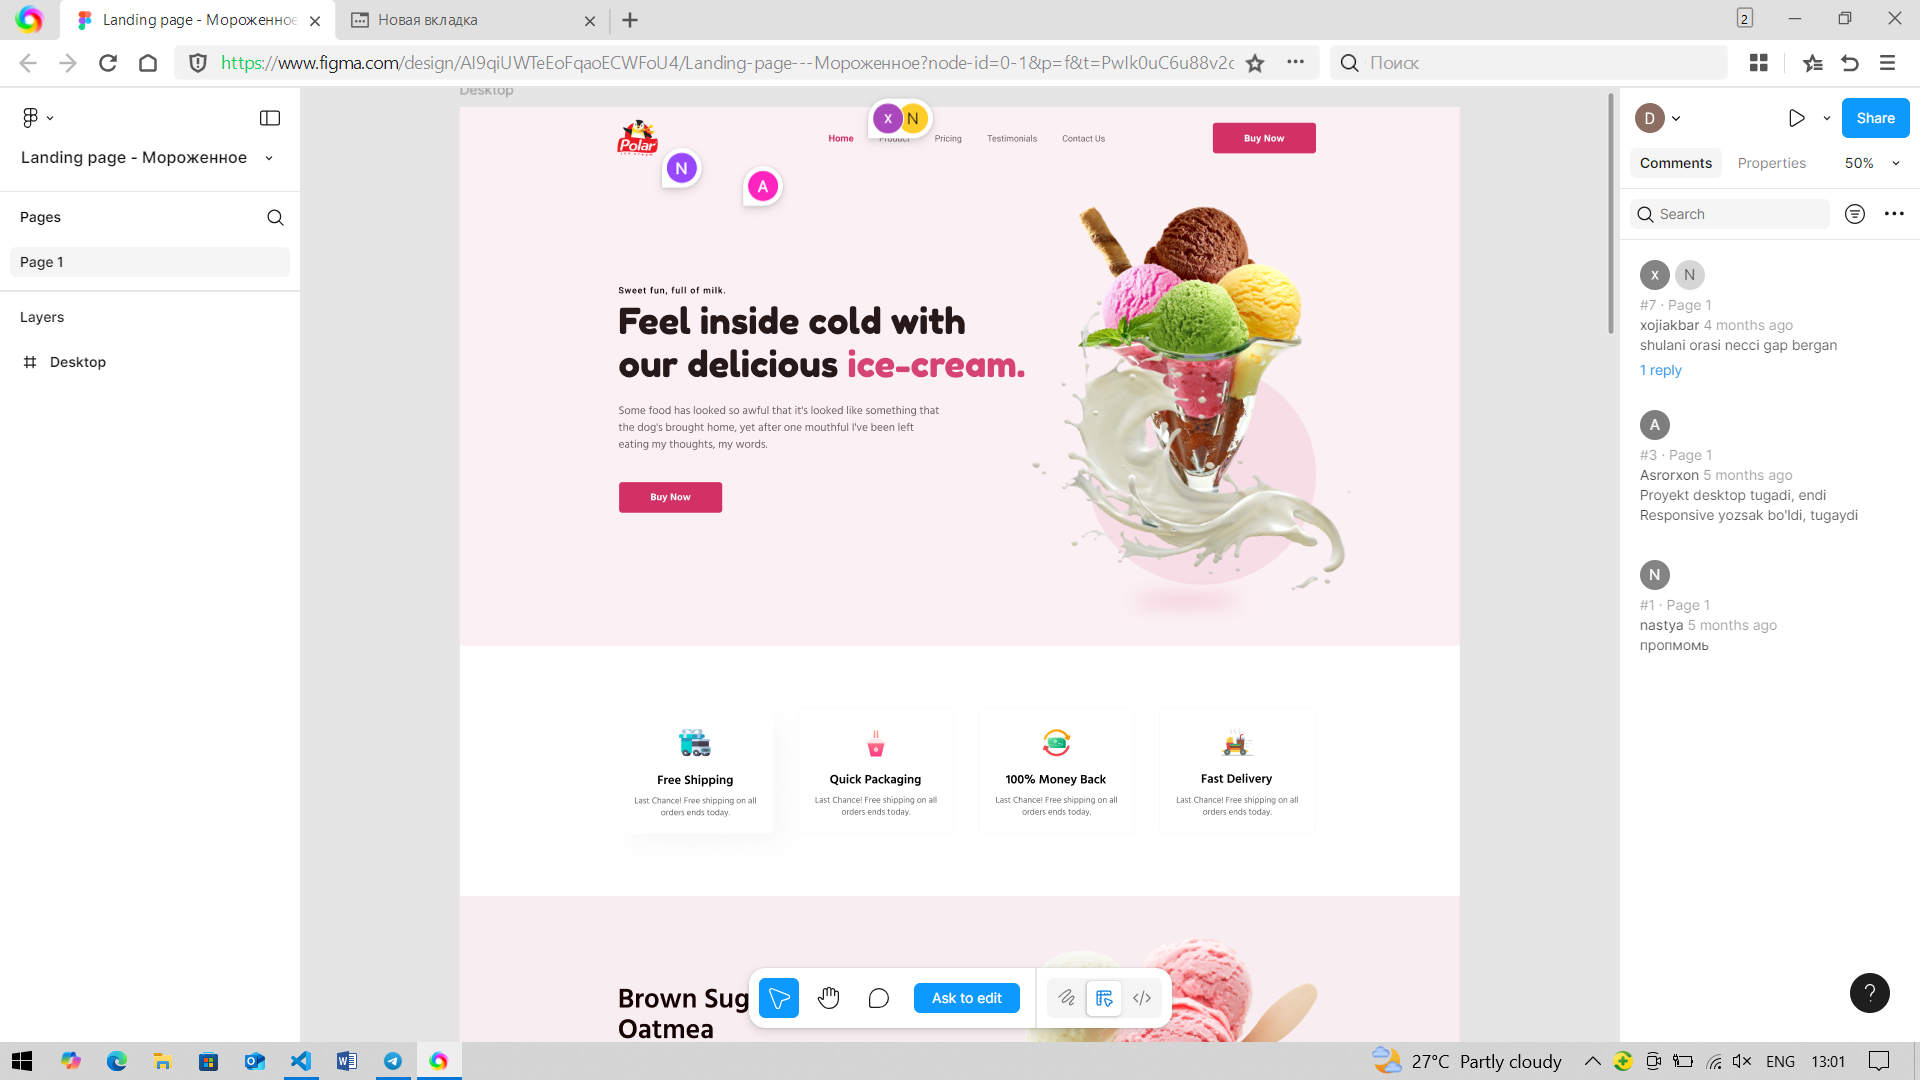 Landing page - Мороженноe
Новая вкладка
2
https://www.figma.com/design/AI9qiUWTeEoFqaoECWFoU4/Landing-page---Мороженное?node-id=0-1&p=f&t=PwIk0uC6u88v2c
Поиск
Landing page - Мороженное
Pages
Page 1
Layers
Desktop
Desktop
Polar
ICE CREAM
Home
Product
Pricing
Testimonials
Contact Us
Buy Now
X N
N
A
Sweet fun, full of milk.
Feel inside cold with
our delicious ice-cream.
Some food has looked so awful that it's looked like something that
the dog's brought home, yet after one mouthful I've been left
eating my thoughts, my words.
Buy Now
Free Shipping
Last Chance! Free shipping on all
orders ends today.
Quick Packaging
Last Chance! Free shipping on all
orders ends today.
100% Money Back
Last Chance! Free shipping on all
orders ends today.
Fast Delivery
Last Chance! Free shipping on all
orders ends today.
Brown Sug
Oatmea
Ask to edit
D
Share
Comments
Properties
50%
Search
X N
#7 · Page 1
xojiakbar 4 months ago
shulani orasi necci gap bergan
1 reply
A
#3 · Page 1
Asrorxon 5 months ago
Proyekt desktop tugadi, endi
Responsive yozsak bo'ldi, tugaydi
N
#1 · Page 1
nastya 5 months ago
пропмомь
?
27°C Partly cloudy
ENG
13:01